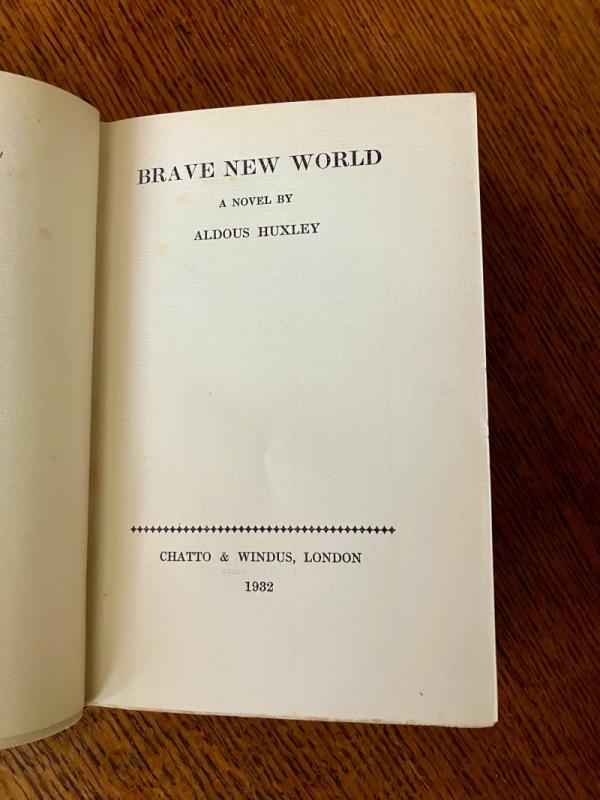 BRAVE NEW WORLD
A NOVEL BY
ALDOUS HUXLEY
CHATTO & WINDUS, LONDON
1932